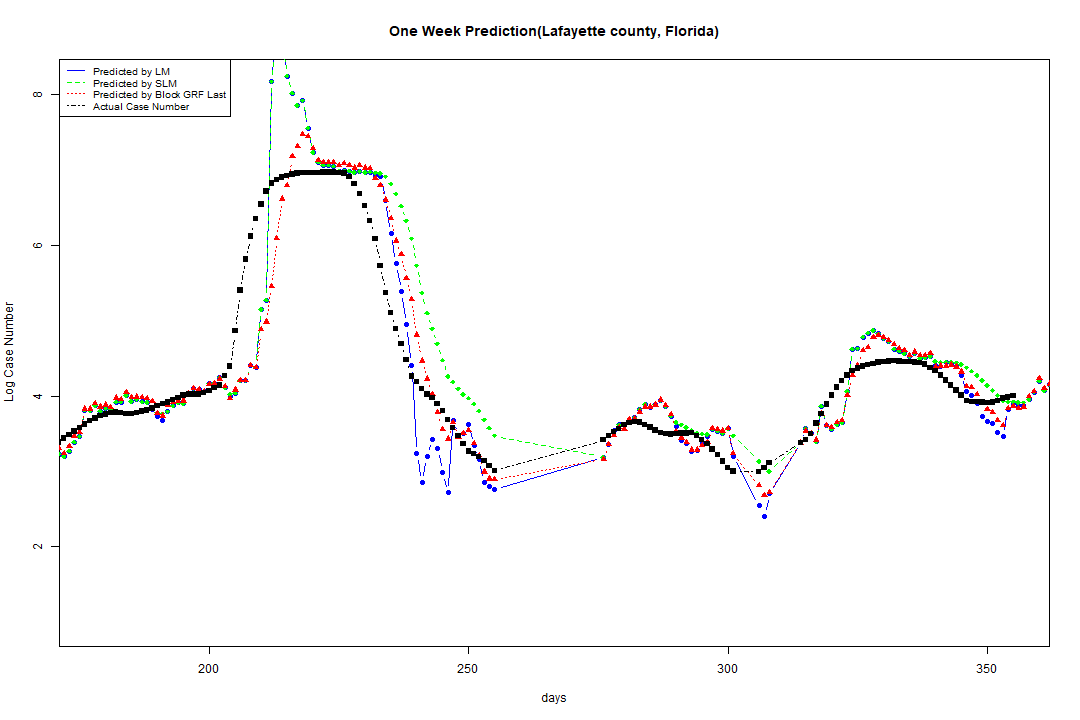 One Week Prediction(Lafayette county, Florida)
Predicted by LM
Predicted by SLM
Predicted by Block GRF Last
Actual Case Number
8
6
4
2
Log Case Number
200 250 300 350
days